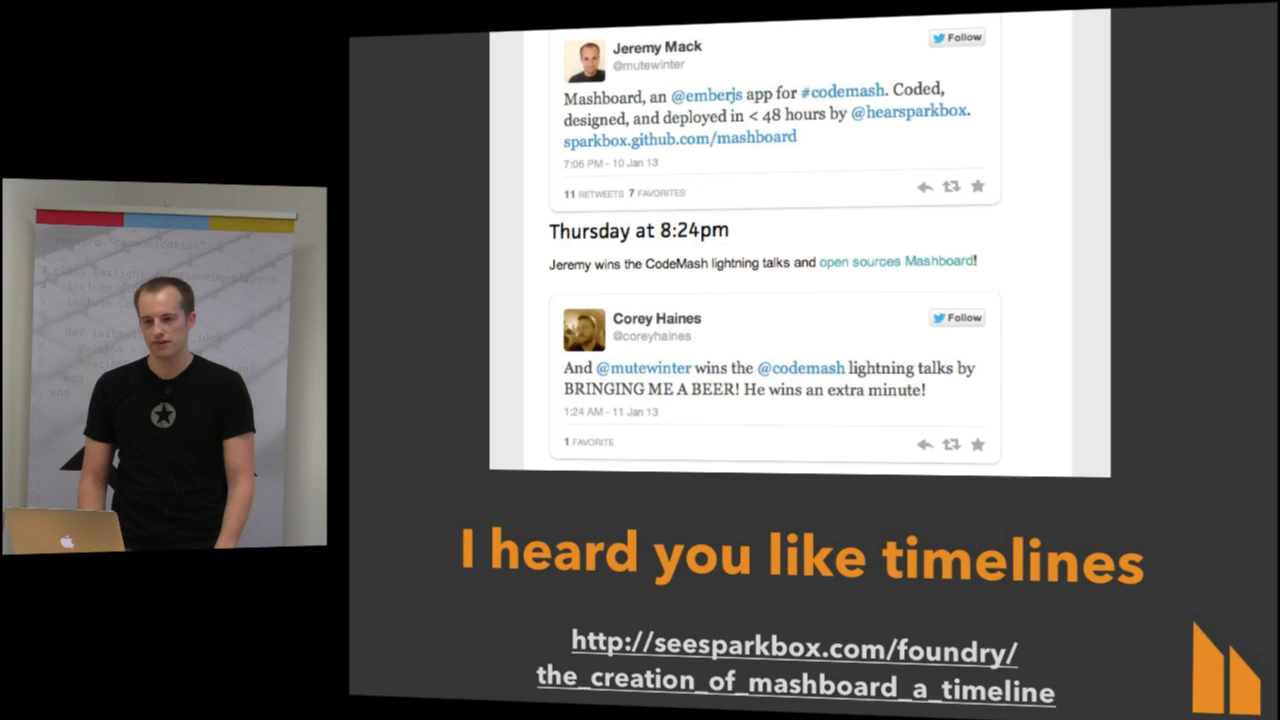 Jeremy Mack
@mutewinter
Follow
Mashboard, an @emberjs app for #codemash. Coded,
designed, and deployed in < 48 hours by @hearsparkbox.
sparkbox.github.com/mashboard
7:06 PM - 10 Jan 13
11 RETWEETS 7 FAVORITES
Thursday at 8:24pm
Jeremy wins the CodeMash lightning talks and open sources Mashboard!
Corey Haines
@coreyhaines
Follow
And @mutewinter wins the @codemash lightning talks by
BRINGING ME A BEER! He wins an extra minute!
1:24 AM - 11 Jan 13
1 FAVORITE
I heard you like timelines
http://seesparkbox.com/foundry/
the_creation_of_mashboard_a_timeline